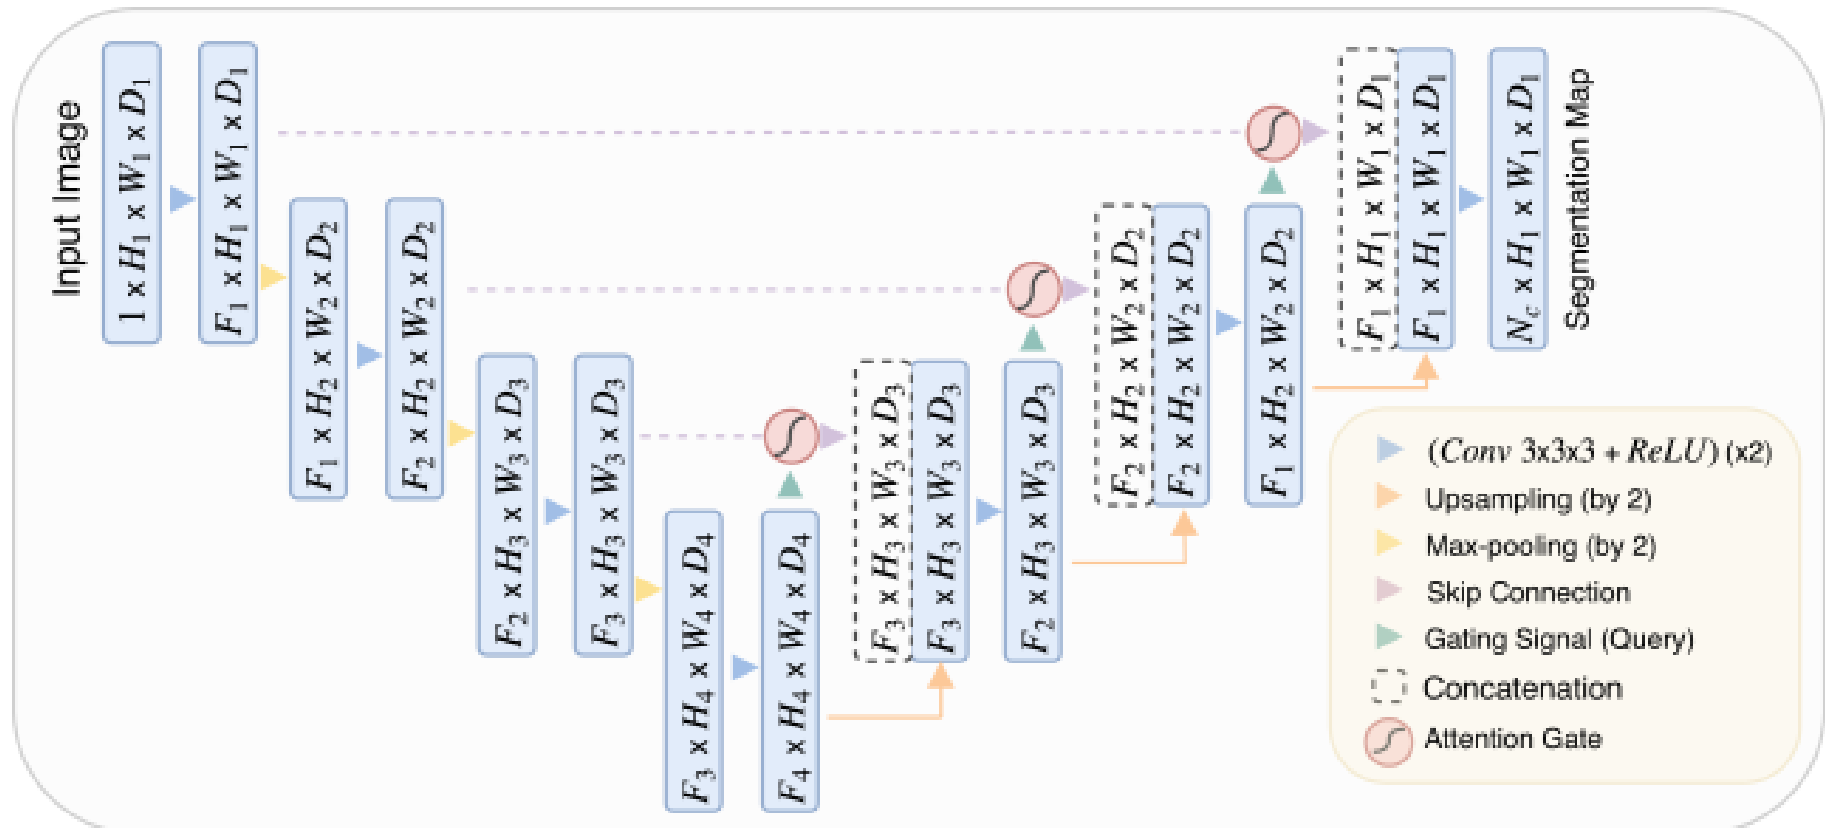 Input Image
1 x H₁ x W₁ x D₁
F₁ x H₁ x W₁ x D₁
F₁ x H₂ x W₂ x D₂
F₂ x H₂ x W₂ x D₂
F₂ x H₃ x W₃ x D₃
F₃ x H₃ x W₃ x D₃
F₃ x H₄ x W₄ x D₄
F₄ x H₄ x W₄ x D₄
F₃ x H₃ x W₃ x D₃
F₃ x H₃ x W₃ x D₃
F₂ x H₃ x W₃ x D₃
F₂ x H₂ x W₂ x D₂
F₂ x H₂ x W₂ x D₂
F₁ x H₂ x W₂ x D₂
F₁ x H₁ x W₁ x D₁
F₁ x H₁ x W₁ x D₁
N_c x H₁ x W₁ x D₁
Segmentation Map
(Conv 3x3x3 + ReLU) (x2)
Upsampling (by 2)
Max-pooling (by 2)
Skip Connection
Gating Signal (Query)
Concatenation
Attention Gate